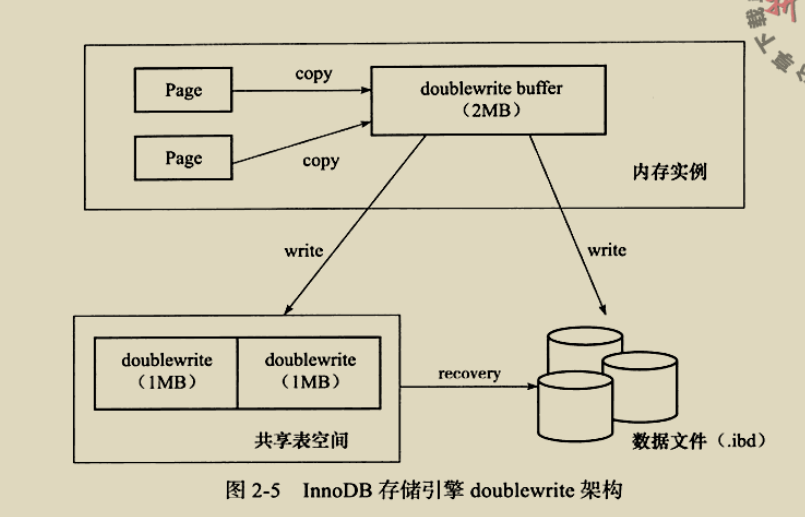 Page
copy
doublewrite buffer
（2MB）
Page
copy
内存实例
write
write
doublewrite
（1MB）
doublewrite
（1MB）
recovery
共享表空间
数据文件（.ibd）
图 2-5 InnoDB 存储引擎 doublewrite 架构